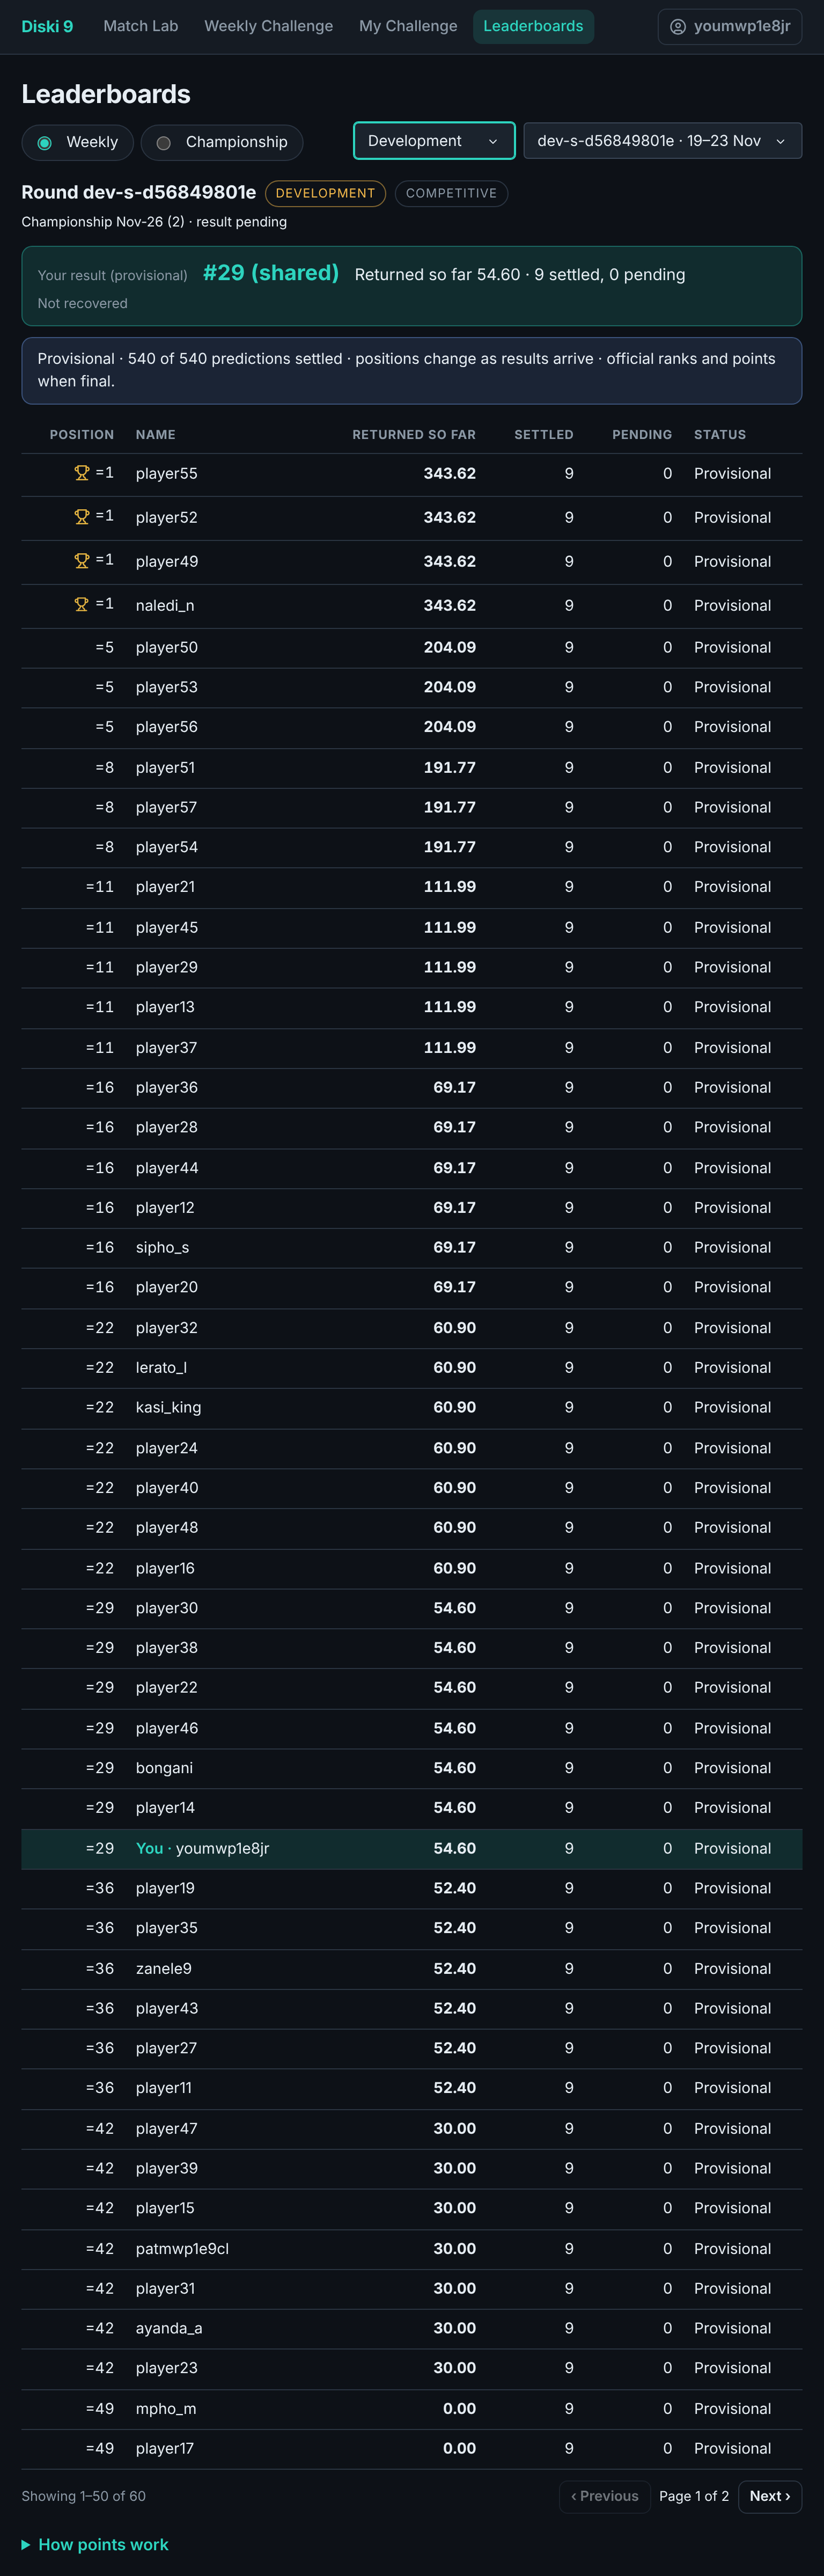 Diski 9 Match Lab Weekly Challenge My Challenge Leaderboards youmwp1e8jr
Leaderboards
Weekly Championship Development dev-s-d56849801e · 19–23 Nov
Round dev-s-d56849801e DEVELOPMENT COMPETITIVE
Championship Nov-26 (2) · result pending
Your result (provisional) #29 (shared) Returned so far 54.60 · 9 settled, 0 pending
Not recovered
Provisional · 540 of 540 predictions settled · positions change as results arrive · official ranks and points
when final.
POSITION NAME RETURNED SO FAR SETTLED PENDING STATUS
=1 player55 343.62 9 0 Provisional
=1 player52 343.62 9 0 Provisional
=1 player49 343.62 9 0 Provisional
=1 naledi_n 343.62 9 0 Provisional
=5 player50 204.09 9 0 Provisional
=5 player53 204.09 9 0 Provisional
=5 player56 204.09 9 0 Provisional
=8 player51 191.77 9 0 Provisional
=8 player57 191.77 9 0 Provisional
=8 player54 191.77 9 0 Provisional
=11 player21 111.99 9 0 Provisional
=11 player45 111.99 9 0 Provisional
=11 player29 111.99 9 0 Provisional
=11 player13 111.99 9 0 Provisional
=11 player37 111.99 9 0 Provisional
=16 player36 69.17 9 0 Provisional
=16 player28 69.17 9 0 Provisional
=16 player44 69.17 9 0 Provisional
=16 player12 69.17 9 0 Provisional
=16 sipho_s 69.17 9 0 Provisional
=16 player20 69.17 9 0 Provisional
=22 player32 60.90 9 0 Provisional
=22 lerato_l 60.90 9 0 Provisional
=22 kasi_king 60.90 9 0 Provisional
=22 player24 60.90 9 0 Provisional
=22 player40 60.90 9 0 Provisional
=22 player48 60.90 9 0 Provisional
=22 player16 60.90 9 0 Provisional
=29 player30 54.60 9 0 Provisional
=29 player38 54.60 9 0 Provisional
=29 player22 54.60 9 0 Provisional
=29 player46 54.60 9 0 Provisional
=29 bongani 54.60 9 0 Provisional
=29 player14 54.60 9 0 Provisional
=29 You · youmwp1e8jr 54.60 9 0 Provisional
=36 player19 52.40 9 0 Provisional
=36 player35 52.40 9 0 Provisional
=36 zanele9 52.40 9 0 Provisional
=36 player43 52.40 9 0 Provisional
=36 player27 52.40 9 0 Provisional
=36 player11 52.40 9 0 Provisional
=42 player47 30.00 9 0 Provisional
=42 player39 30.00 9 0 Provisional
=42 player15 30.00 9 0 Provisional
=42 patmwp1e9cl 30.00 9 0 Provisional
=42 player31 30.00 9 0 Provisional
=42 ayanda_a 30.00 9 0 Provisional
=42 player23 30.00 9 0 Provisional
=49 mpho_m 0.00 9 0 Provisional
=49 player17 0.00 9 0 Provisional
Showing 1–50 of 60 ‹ Previous Page 1 of 2 Next ›
How points work